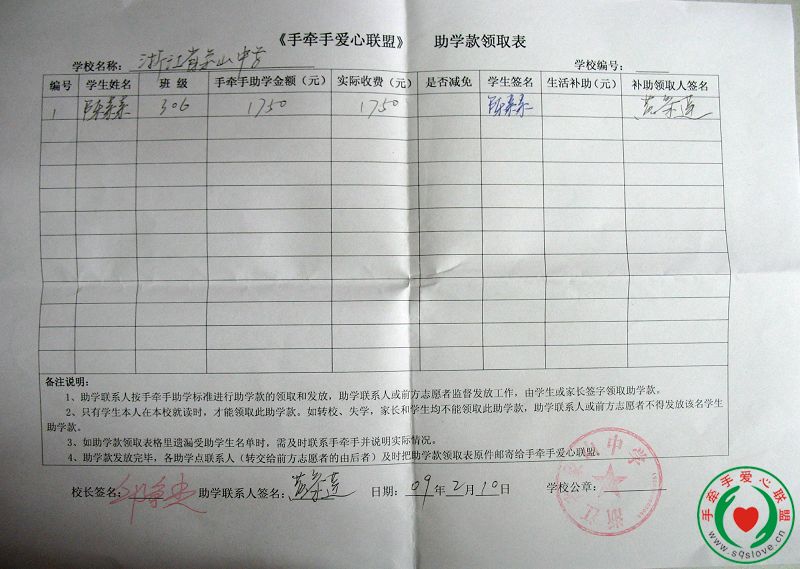 《手牵手爱心联盟》 助学款领取表
学校名称：浙江省常山中学 学校编号：
编号 学生姓名 班 级 手牵手助学金额（元） 实际收费（元） 是否减免 学生签名 生活补助（元） 补助领取人签名
1 306 1750 1750
备注说明：
1、助学联系人按手牵手助学标准进行助学款的领取和发放，助学联系人或前方志愿者监督发放工作，由学生或家长签字领取助学款。
2、只有学生本人在本校就读时，才能领取此助学款。如转校、失学，家长和学生均不能领取此助学款，助学联系人或前方志愿者不得发放该名学生
助学款。
3、如助学款领取表格里遗漏受助学生名单时，需及时联系手牵手并说明实际情况。
4、助学款发放完毕，各助学点联系人（转交给前方志愿者的由后者）及时把助学款领取表原件邮寄给手牵手爱心联盟。
校长签名： 助学联系人签名： 日期：09年2月10日 学校公章：
手牵手爱心联盟
www.sqslove.cn